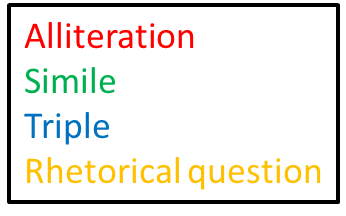 Alliteration
Simile
Triple
Rhetorical question